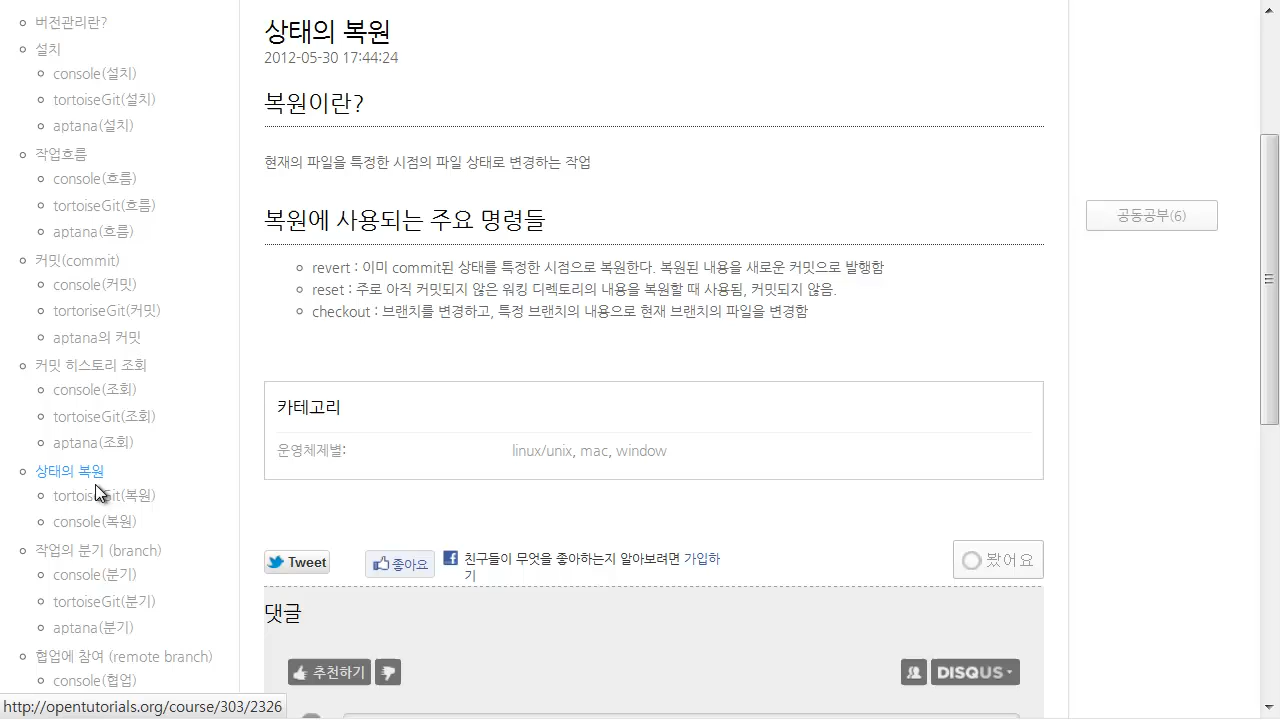 버전관리란?
설치
console(설치)
tortoiseGit(설치)
aptana(설치)
작업흐름
console(흐름)
tortoiseGit(흐름)
aptana(흐름)
커밋(commit)
console(커밋)
tortoriseGit(커밋)
aptana의 커밋
커밋 히스토리 조회
console(조회)
tortoiseGit(조회)
aptana(조회)
상태의 복원
console(복원)
작업의 분기 (branch)
console(분기)
tortoiseGit(분기)
aptana(분기)
협업에 참여 (remote branch)
console(협업)
http://opentutorials.org/course/303/2326
상태의 복원
2012-05-30 17:44:24
복원이란?
현재의 파일을 특정한 시점의 파일 상태로 변경하는 작업
복원에 사용되는 주요 명령들
revert : 이미 commit된 상태를 특정한 시점으로 복원한다. 복원된 내용을 새로운 커밋으로 발행함
reset : 주로 아직 커밋되지 않은 워킹 디렉토리의 내용을 복원할 때 사용됨, 커밋되지 않음.
checkout : 브랜치를 변경하고, 특정 브랜치의 내용으로 현재 브랜치의 파일을 변경함
카테고리
운영체제별: linux/unix, mac, window
Tweet 좋아요 친구들이 무엇을 좋아하는지 알아보려면 가입하
기
봤어요
댓글
추천하기 DISQUS
공동공부(6)